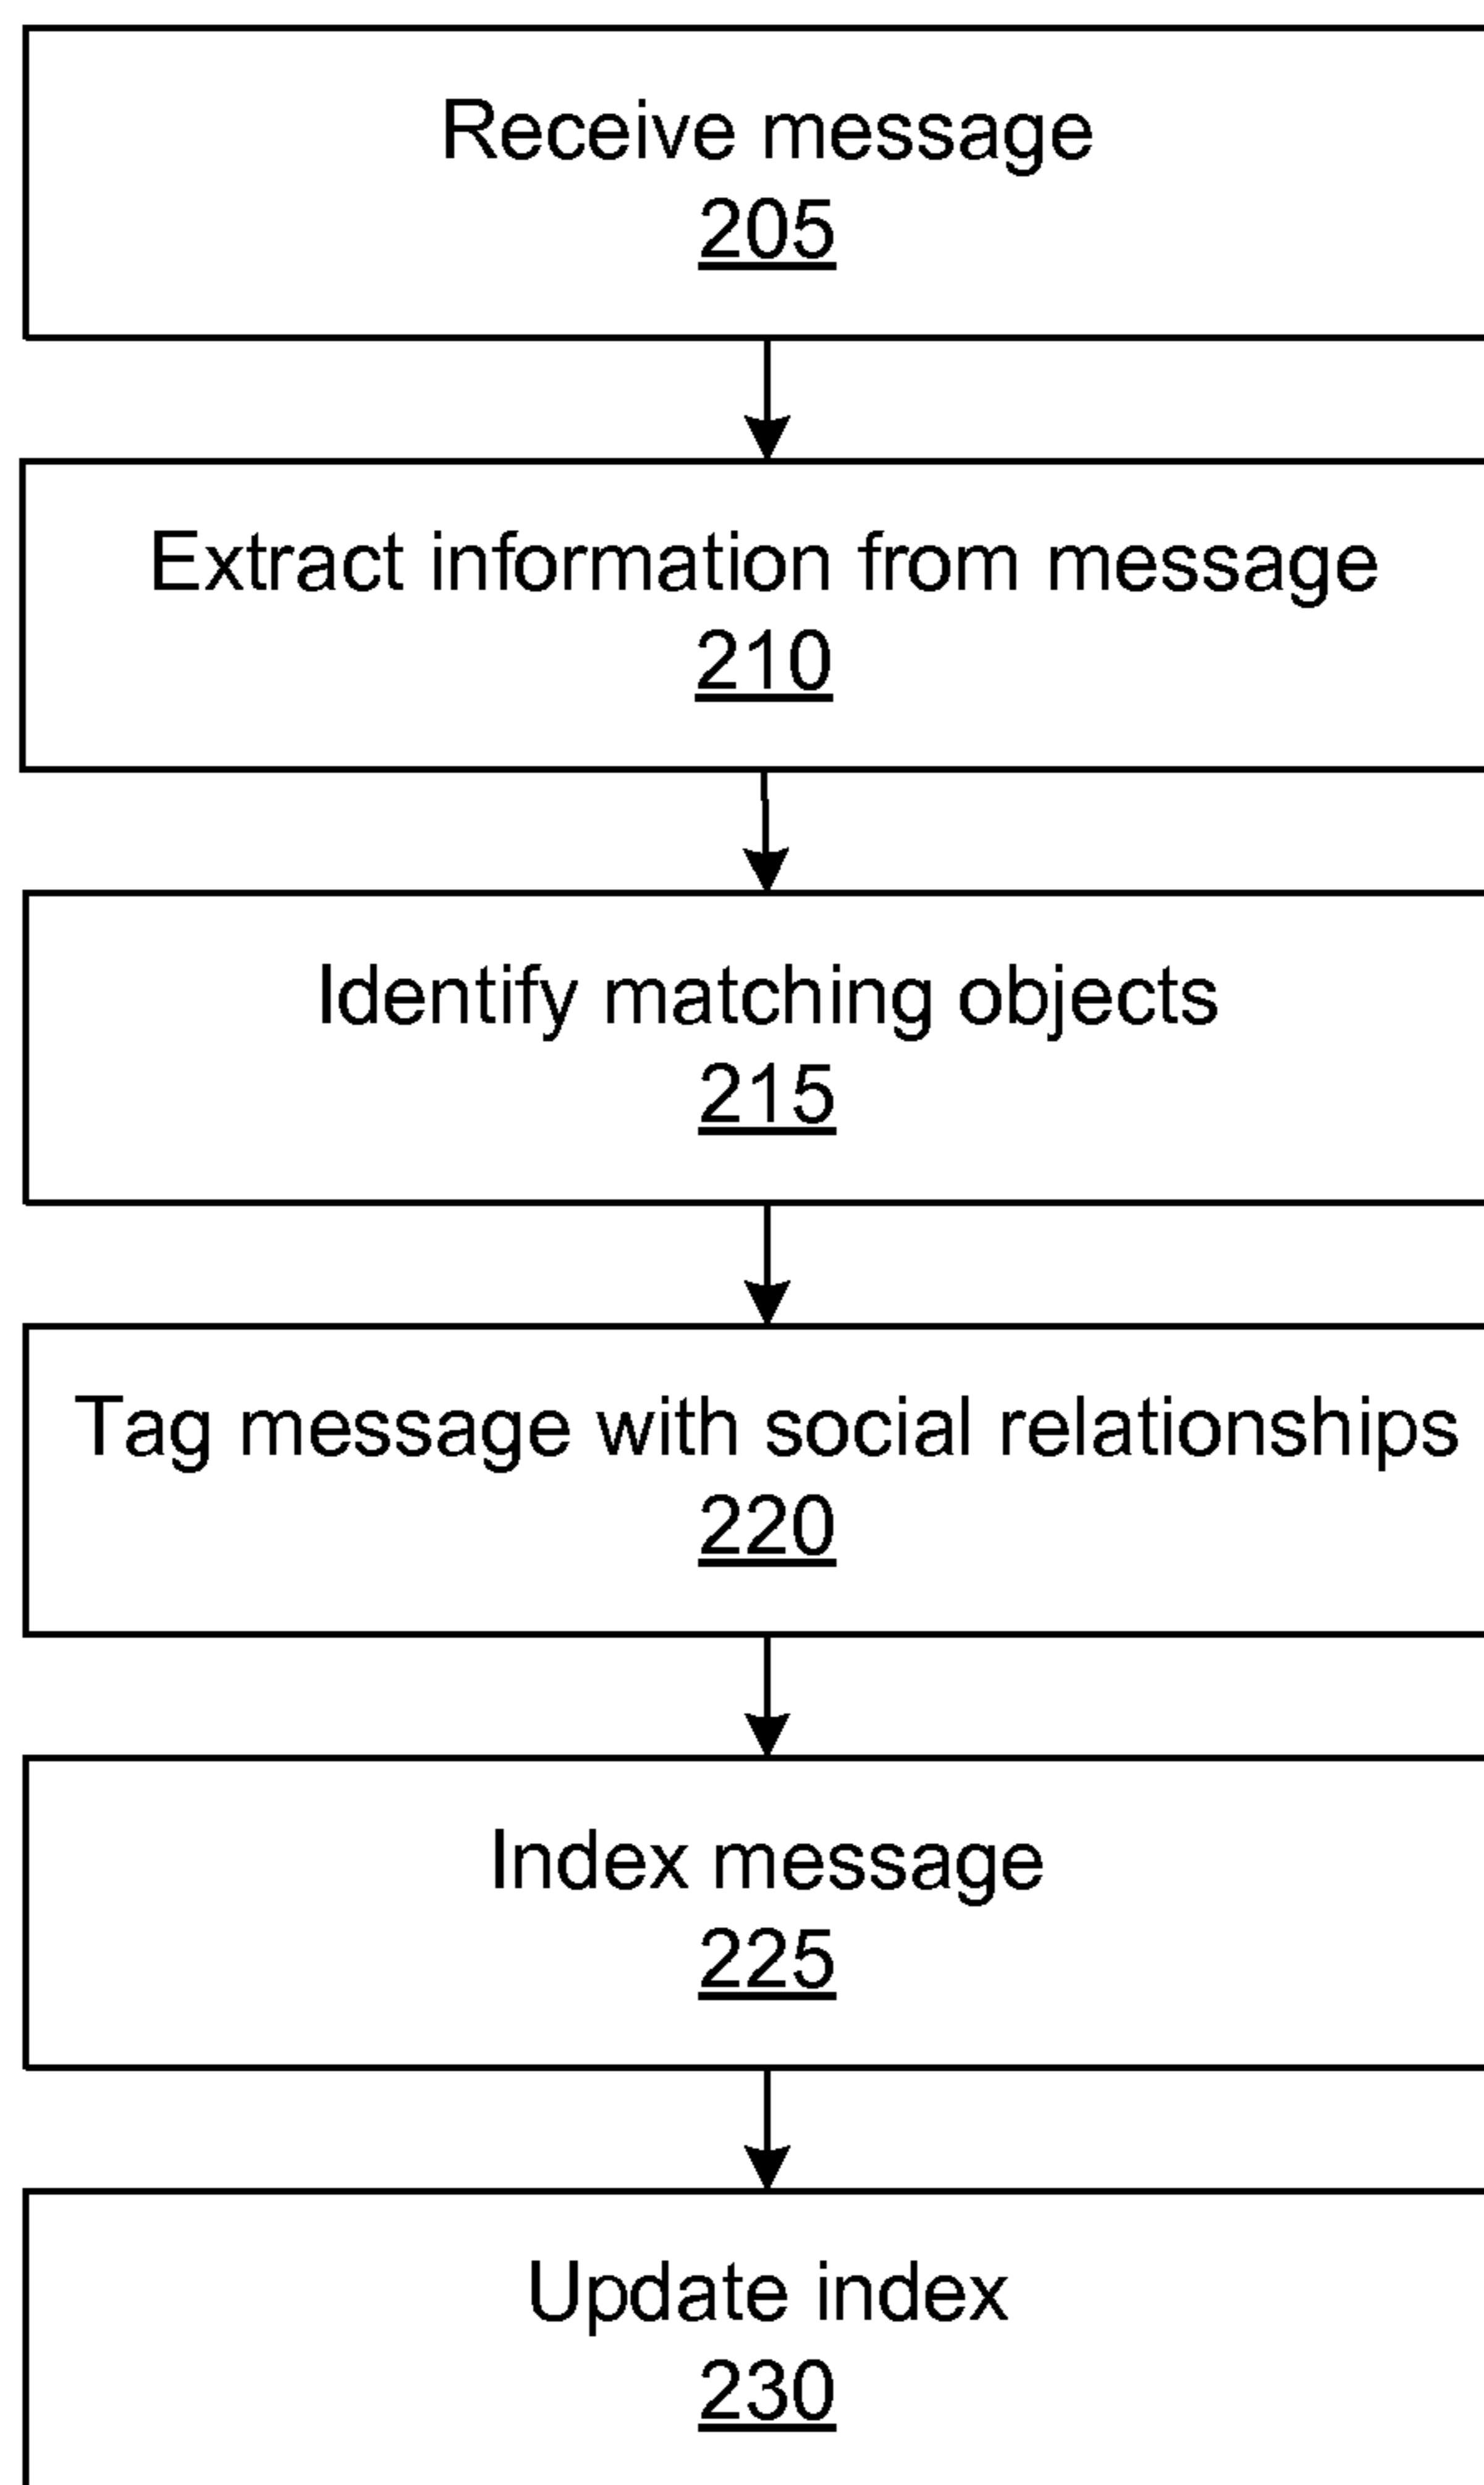 Receive message
205
Extract information from message
210
Identify matching objects
215
Tag message with social relationships
220
Index message
225
Update index
230